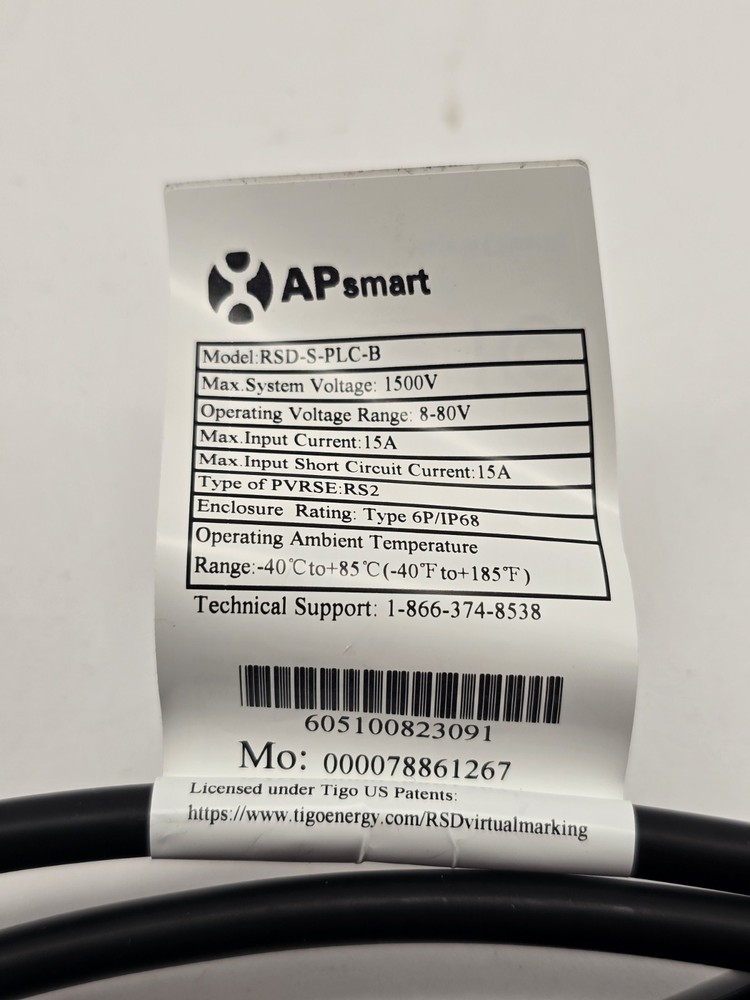 APsmart
Model:RSD-S-PLC-B
Max.System Voltage: 1500V
Operating Voltage Range: 8-80V
Max.Input Current:15A
Max.Input Short Circuit Current:15A
Type of PVRSE:RS2
Enclosure Rating: Type 6P/IP68
Operating Ambient Temperature
Range:-40℃to+85℃(-40℉to+185℉)
Technical Support: 1-866-374-8538
605100823091
Mo: 000078861267
Licensed under Tigo US Patents:
https://www.tigoenergy.com/RSDvirtualmarking